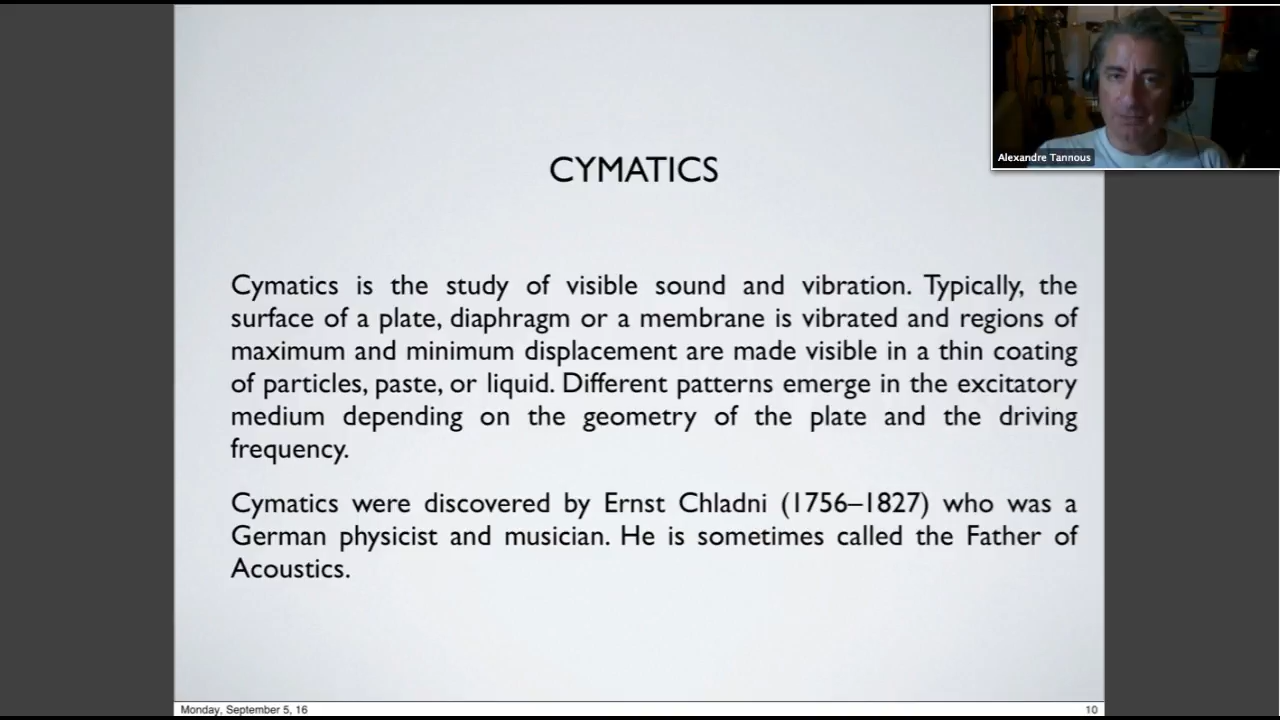 Alexandre Tannous
CYMATICS
Cymatics is the study of visible sound and vibration. Typically, the
surface of a plate, diaphragm or a membrane is vibrated and regions of
maximum and minimum displacement are made visible in a thin coating
of particles, paste, or liquid. Different patterns emerge in the excitatory
medium depending on the geometry of the plate and the driving
frequency.
Cymatics were discovered by Ernst Chladni (1756–1827) who was a
German physicist and musician. He is sometimes called the Father of
Acoustics.
Monday, September 5, 16
10